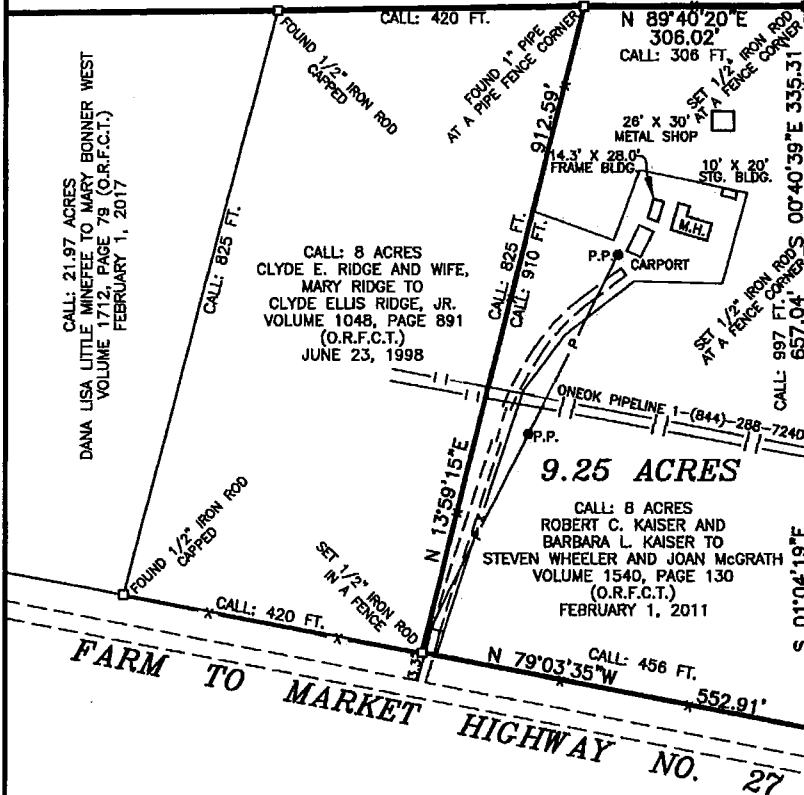 CALL: 420 FT.
N 89°40'20"E
306.02'
CALL: 306 FT.
FOUND 1/2" IRON ROD
CAPPED
FOUND 1" PIPE
AT A PIPE FENCE CORNER
SET 1/2" IRON ROD
AT A FENCE CORNER
S 00°40'39"E 335.31
912.59'
26' X 30'
METAL SHOP
14.3' X 28.0'
FRAME BLDG.
10' X 20'
STG. BLDG.
M.H.
P.P.
CARPORT
CALL: 21.97 ACRES
DANA LISA LITTLE MINEFEE TO MARY BONNER WEST
VOLUME 1712, PAGE 79 (O.R.F.C.T.)
FEBRUARY 1, 2017
CALL: 825 FT.
CALL: 8 ACRES
CLYDE E. RIDGE AND WIFE,
MARY RIDGE TO
CLYDE ELLIS RIDGE, JR.
VOLUME 1048, PAGE 891
(O.R.F.C.T.)
JUNE 23, 1998
CALL: 825 FT.
CALL: 910 FT.
SET 1/2" IRON ROD
AT A FENCE CORNER
CALL: 997 FT.
657.04'
P
ONEOK PIPELINE 1-(844)-288-7240
P.P.
9.25 ACRES
N 13°59'15"E
CALL: 8 ACRES
ROBERT C. KAISER AND
BARBARA L. KAISER TO
STEVEN WHEELER AND JOAN McGRATH
VOLUME 1540, PAGE 130
(O.R.F.C.T.)
FEBRUARY 1, 2011
S 01°04'19"E
P
FOUND 1/2" IRON ROD
CAPPED
SET 1/2" IRON ROD
IN A FENCE
CALL: 420 FT.
N 79°03'35"W
CALL: 456 FT.
552.91'
FARM TO MARKET HIGHWAY NO. 27